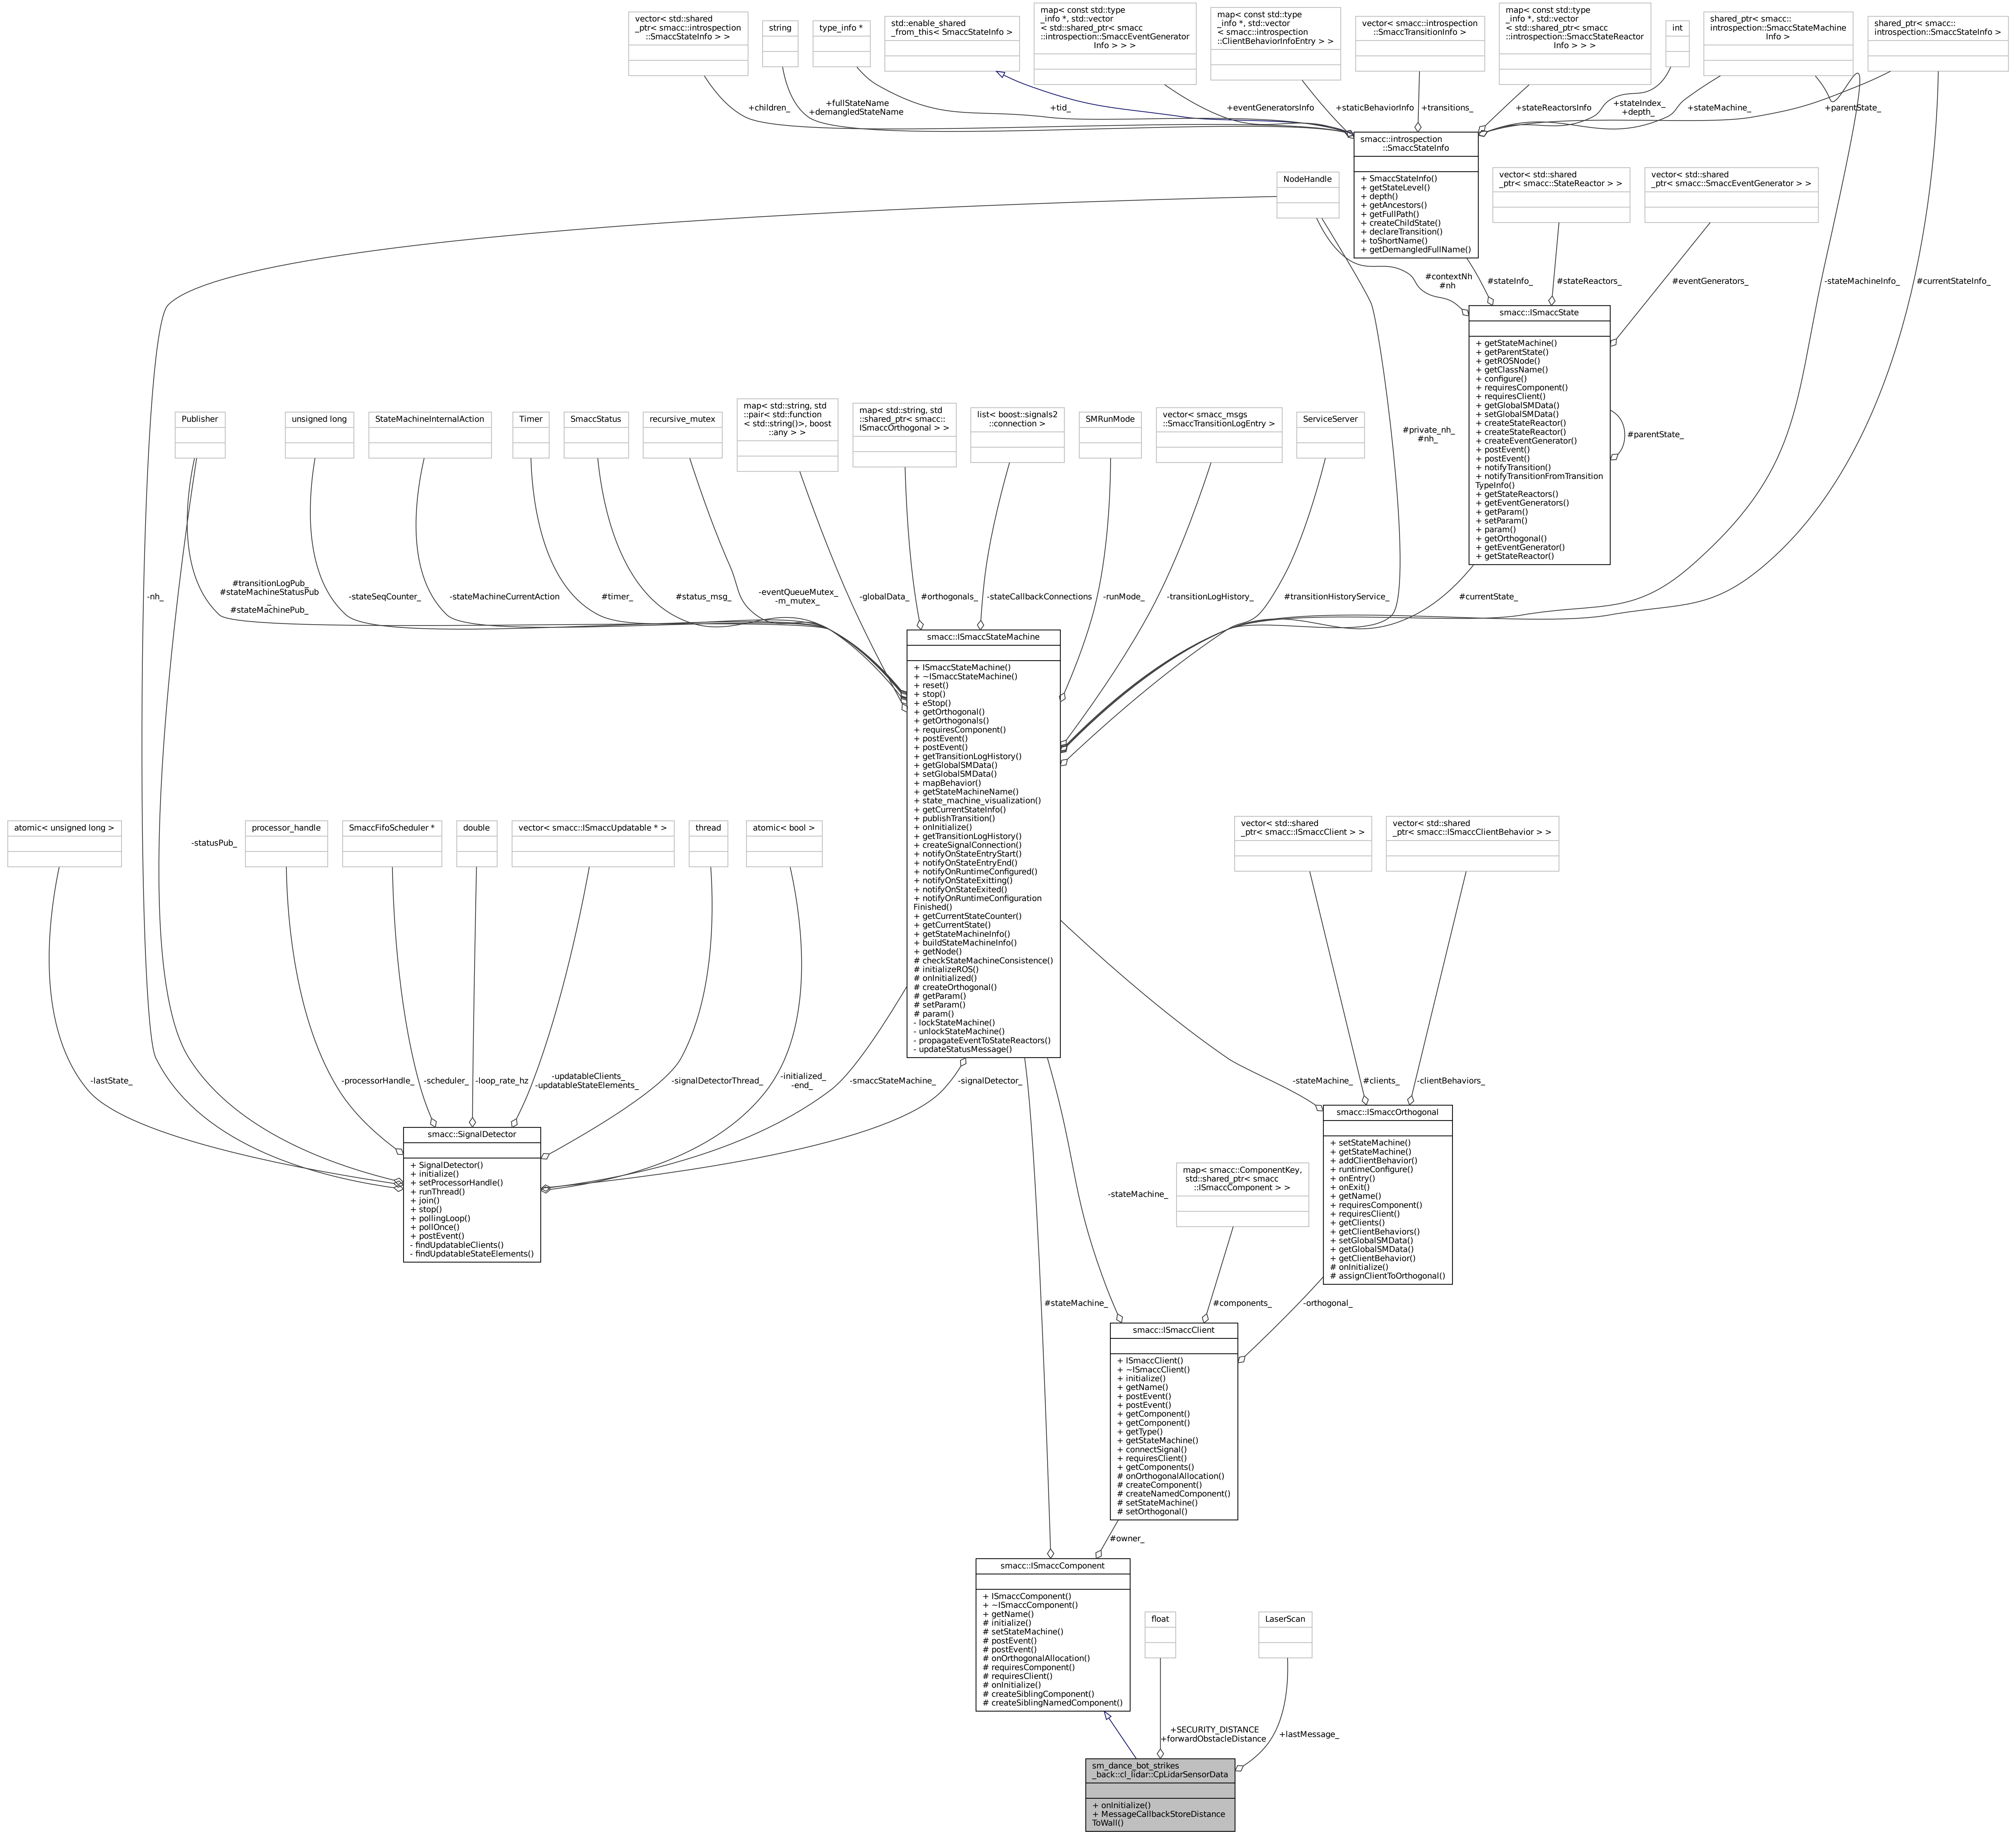 vector< std::shared
_ptr< smacc::introspection
::SmaccStateInfo > >
string
type_info *
std::enable_shared
_from_this< SmaccStateInfo >
map< const std::type
_info *, std::vector
< std::shared_ptr< smacc
::introspection::SmaccEventGenerator
Info > > >
map< const std::type
_info *, std::vector
< smacc::introspection
::ClientBehaviorInfoEntry > >
vector< smacc::introspection
::SmaccTransitionInfo >
map< const std::type
_info *, std::vector
< std::shared_ptr< smacc
::introspection::SmaccStateReactor
Info > > >
int
shared_ptr< smacc::
introspection::SmaccStateMachine
Info >
shared_ptr< smacc::
introspection::SmaccStateInfo >
+children_
+fullStateName
+demangledStateName
+tid_
+eventGeneratorsInfo
+staticBehaviorInfo
+transitions_
+stateReactorsInfo
+stateIndex_
+depth_
+stateMachine_
+parentState_
smacc::introspection
::SmaccStateInfo
+ SmaccStateInfo()
+ getStateLevel()
+ depth()
+ getAncestors()
+ getFullPath()
+ createChildState()
+ declareTransition()
+ toShortName()
+ getDemangledFullName()
NodeHandle
vector< std::shared
_ptr< smacc::StateReactor > >
vector< std::shared
_ptr< smacc::SmaccEventGenerator > >
#contextNh
#nh
#stateInfo_
#stateReactors_
#eventGenerators_
-stateMachineInfo_
#currentStateInfo_
smacc::ISmaccState
+ getStateMachine()
+ getParentState()
+ getROSNode()
+ getClassName()
+ configure()
+ requiresComponent()
+ requiresClient()
+ getGlobalSMData()
+ setGlobalSMData()
+ createStateReactor()
+ createStateReactor()
+ createEventGenerator()
+ postEvent()
+ postEvent()
+ notifyTransition()
+ notifyTransitionFromTransition
TypeInfo()
+ getStateReactors()
+ getEventGenerators()
+ getParam()
+ setParam()
+ param()
+ getOrthogonal()
+ getEventGenerator()
+ getStateReactor()
#parentState_
Publisher
unsigned long
StateMachineInternalAction
Timer
SmaccStatus
recursive_mutex
map< std::string, std
::pair< std::function
< std::string()>, boost
::any > >
map< std::string, std
::shared_ptr< smacc::
ISmaccOrthogonal > >
list< boost::signals2
::connection >
SMRunMode
vector< smacc_msgs
::SmaccTransitionLogEntry >
ServiceServer
#private_nh_
#nh_
-nh_
#transitionLogPub_
#stateMachineStatusPub
_
#stateMachinePub_
-stateSeqCounter_
-stateMachineCurrentAction
#timer_
#status_msg_
-eventQueueMutex_
-m_mutex_
-globalData_
#orthogonals_
-stateCallbackConnections
-runMode_
-transitionLogHistory_
#transitionHistoryService_
#currentState_
smacc::ISmaccStateMachine
+ ISmaccStateMachine()
+ ~ISmaccStateMachine()
+ reset()
+ stop()
+ eStop()
+ getOrthogonal()
+ getOrthogonals()
+ requiresComponent()
+ postEvent()
+ postEvent()
+ getTransitionLogHistory()
+ getGlobalSMData()
+ setGlobalSMData()
+ mapBehavior()
+ getStateMachineName()
+ state_machine_visualization()
+ getCurrentStateInfo()
+ publishTransition()
+ onInitialize()
+ getTransitionLogHistory()
+ createSignalConnection()
+ notifyOnStateEntryStart()
+ notifyOnStateEntryEnd()
+ notifyOnRuntimeConfigured()
+ notifyOnStateExitting()
+ notifyOnStateExited()
+ notifyOnRuntimeConfiguration
Finished()
+ getCurrentStateCounter()
+ getCurrentState()
+ getStateMachineInfo()
+ buildStateMachineInfo()
+ getNode()
# checkStateMachineConsistence()
# initializeROS()
# onInitialized()
# createOrthogonal()
# getParam()
# setParam()
# param()
- lockStateMachine()
- unlockStateMachine()
- propagateEventToStateReactors()
- updateStatusMessage()
atomic< unsigned long >
-statusPub_
processor_handle
SmaccFifoScheduler *
double
vector< smacc::ISmaccUpdatable * >
thread
atomic< bool >
vector< std::shared
_ptr< smacc::ISmaccClient > >
vector< std::shared
_ptr< smacc::ISmaccClientBehavior > >
-lastState_
-processorHandle_
-scheduler_
-loop_rate_hz
-updatableClients_
-updatableStateElements_
-signalDetectorThread_
-initialized_
-end_
-smaccStateMachine_
-signalDetector_
-stateMachine_
#clients_
-clientBehaviors_
smacc::SignalDetector
+ SignalDetector()
+ initialize()
+ setProcessorHandle()
+ runThread()
+ join()
+ stop()
+ pollingLoop()
+ pollOnce()
+ postEvent()
- findUpdatableClients()
- findUpdatableStateElements()
smacc::ISmaccOrthogonal
+ setStateMachine()
+ getStateMachine()
+ addClientBehavior()
+ runtimeConfigure()
+ onEntry()
+ onExit()
+ getName()
+ requiresComponent()
+ requiresClient()
+ getClients()
+ getClientBehaviors()
+ setGlobalSMData()
+ getGlobalSMData()
+ getClientBehavior()
# onInitialize()
# assignClientToOrthogonal()
map< smacc::ComponentKey,
std::shared_ptr< smacc
::ISmaccComponent > >
-stateMachine_
#stateMachine_
#components_
-orthogonal_
smacc::ISmaccClient
+ ISmaccClient()
+ ~ISmaccClient()
+ initialize()
+ getName()
+ postEvent()
+ postEvent()
+ getComponent()
+ getComponent()
+ getType()
+ getStateMachine()
+ connectSignal()
+ requiresClient()
+ getComponents()
# onOrthogonalAllocation()
# createComponent()
# createNamedComponent()
# setStateMachine()
# setOrthogonal()
#owner_
smacc::ISmaccComponent
+ ISmaccComponent()
+ ~ISmaccComponent()
+ getName()
# initialize()
# setStateMachine()
# postEvent()
# postEvent()
# onOrthogonalAllocation()
# requiresComponent()
# requiresClient()
# onInitialize()
# createSiblingComponent()
# createSiblingNamedComponent()
float
LaserScan
+SECURITY_DISTANCE
+forwardObstacleDistance
+lastMessage_
sm_dance_bot_strikes
_back::cl_lidar::CpLidarSensorData
+ onInitialize()
+ MessageCallbackStoreDistance
ToWall()